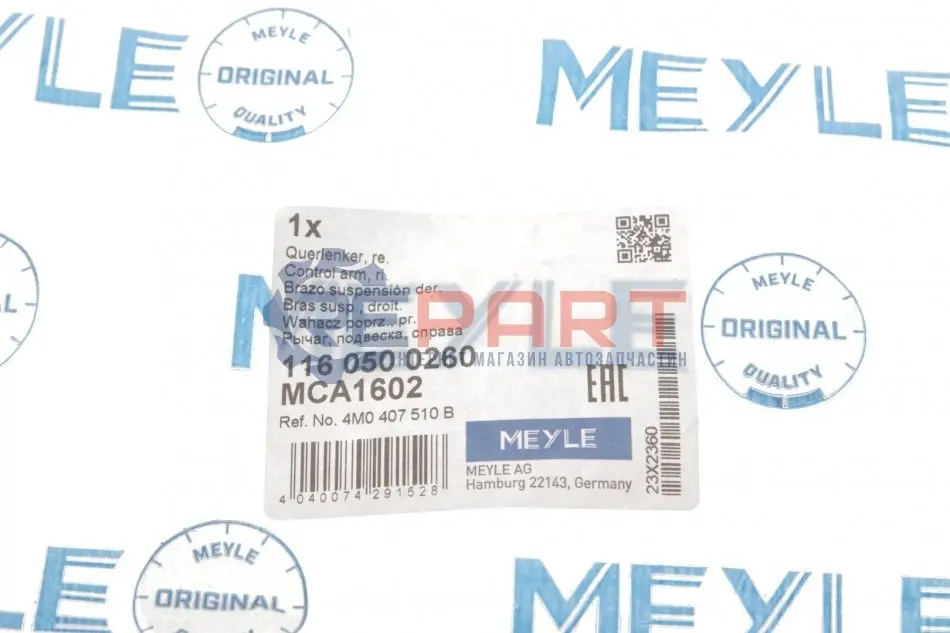 MEYLE
ORIGINAL
QUALITY
MEYLE
1x
Querlenker, re.
Control arm, ri.
Brazo suspensión der.
Bras susp., droit.
Wahacz poprz., pr.
Рычаг, подвеска, справа
116 050 0260
MCA1602
Ref. No. 4M0 407 510 B
4 040074 291528
MEYLE
MEYLE AG
Hamburg 22143, Germany
EAC
23X2360
MEYLE
EPART
МАГАЗИН АВТОЗАПЧАСТИН
MEYLE
ORIGINAL
QUALITY
MEYLE
ORIGINAL
MEYLE